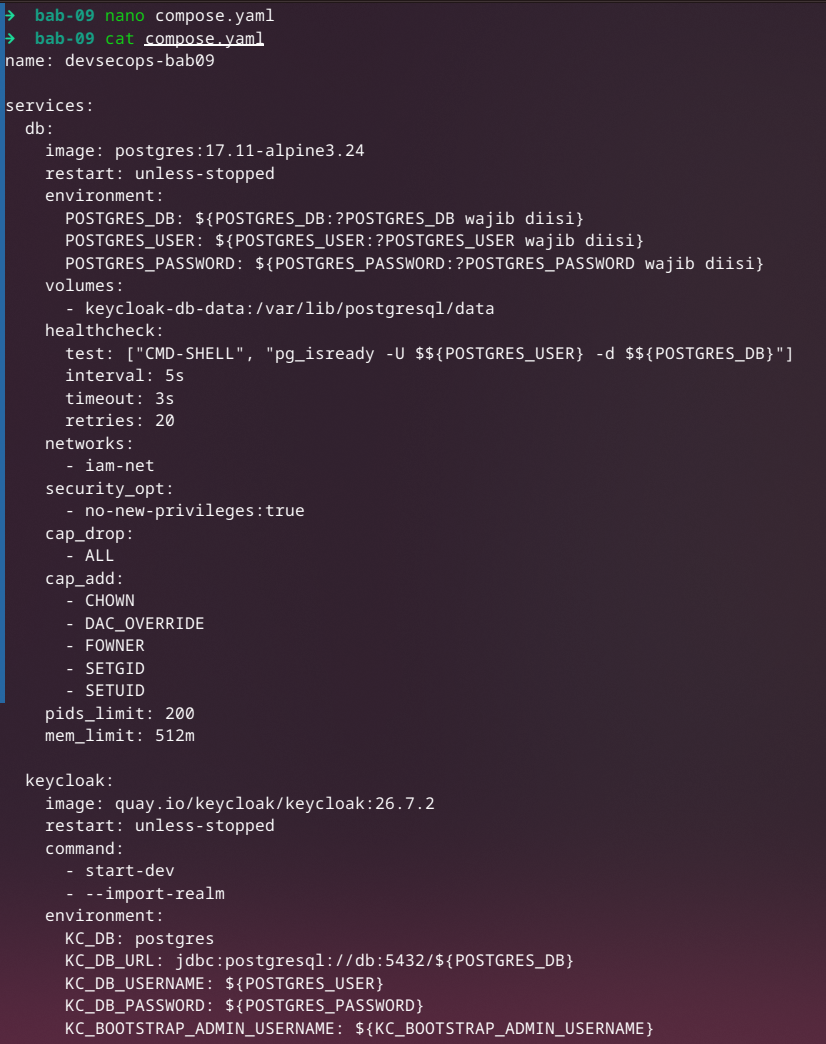 →  bab-09 nano compose.yaml
→  bab-09 cat compose.yaml
name: devsecops-bab09

services:
  db:
    image: postgres:17.11-alpine3.24
    restart: unless-stopped
    environment:
      POSTGRES_DB: ${POSTGRES_DB:?POSTGRES_DB wajib diisi}
      POSTGRES_USER: ${POSTGRES_USER:?POSTGRES_USER wajib diisi}
      POSTGRES_PASSWORD: ${POSTGRES_PASSWORD:?POSTGRES_PASSWORD wajib diisi}
    volumes:
      - keycloak-db-data:/var/lib/postgresql/data
    healthcheck:
      test: ["CMD-SHELL", "pg_isready -U $${POSTGRES_USER} -d $${POSTGRES_DB}"]
      interval: 5s
      timeout: 3s
      retries: 20
    networks:
      - iam-net
    security_opt:
      - no-new-privileges:true
    cap_drop:
      - ALL
    cap_add:
      - CHOWN
      - DAC_OVERRIDE
      - FOWNER
      - SETGID
      - SETUID
    pids_limit: 200
    mem_limit: 512m

  keycloak:
    image: quay.io/keycloak/keycloak:26.7.2
    restart: unless-stopped
    command:
      - start-dev
      - --import-realm
    environment:
      KC_DB: postgres
      KC_DB_URL: jdbc:postgresql://db:5432/${POSTGRES_DB}
      KC_DB_USERNAME: ${POSTGRES_USER}
      KC_DB_PASSWORD: ${POSTGRES_PASSWORD}
      KC_BOOTSTRAP_ADMIN_USERNAME: ${KC_BOOTSTRAP_ADMIN_USERNAME}